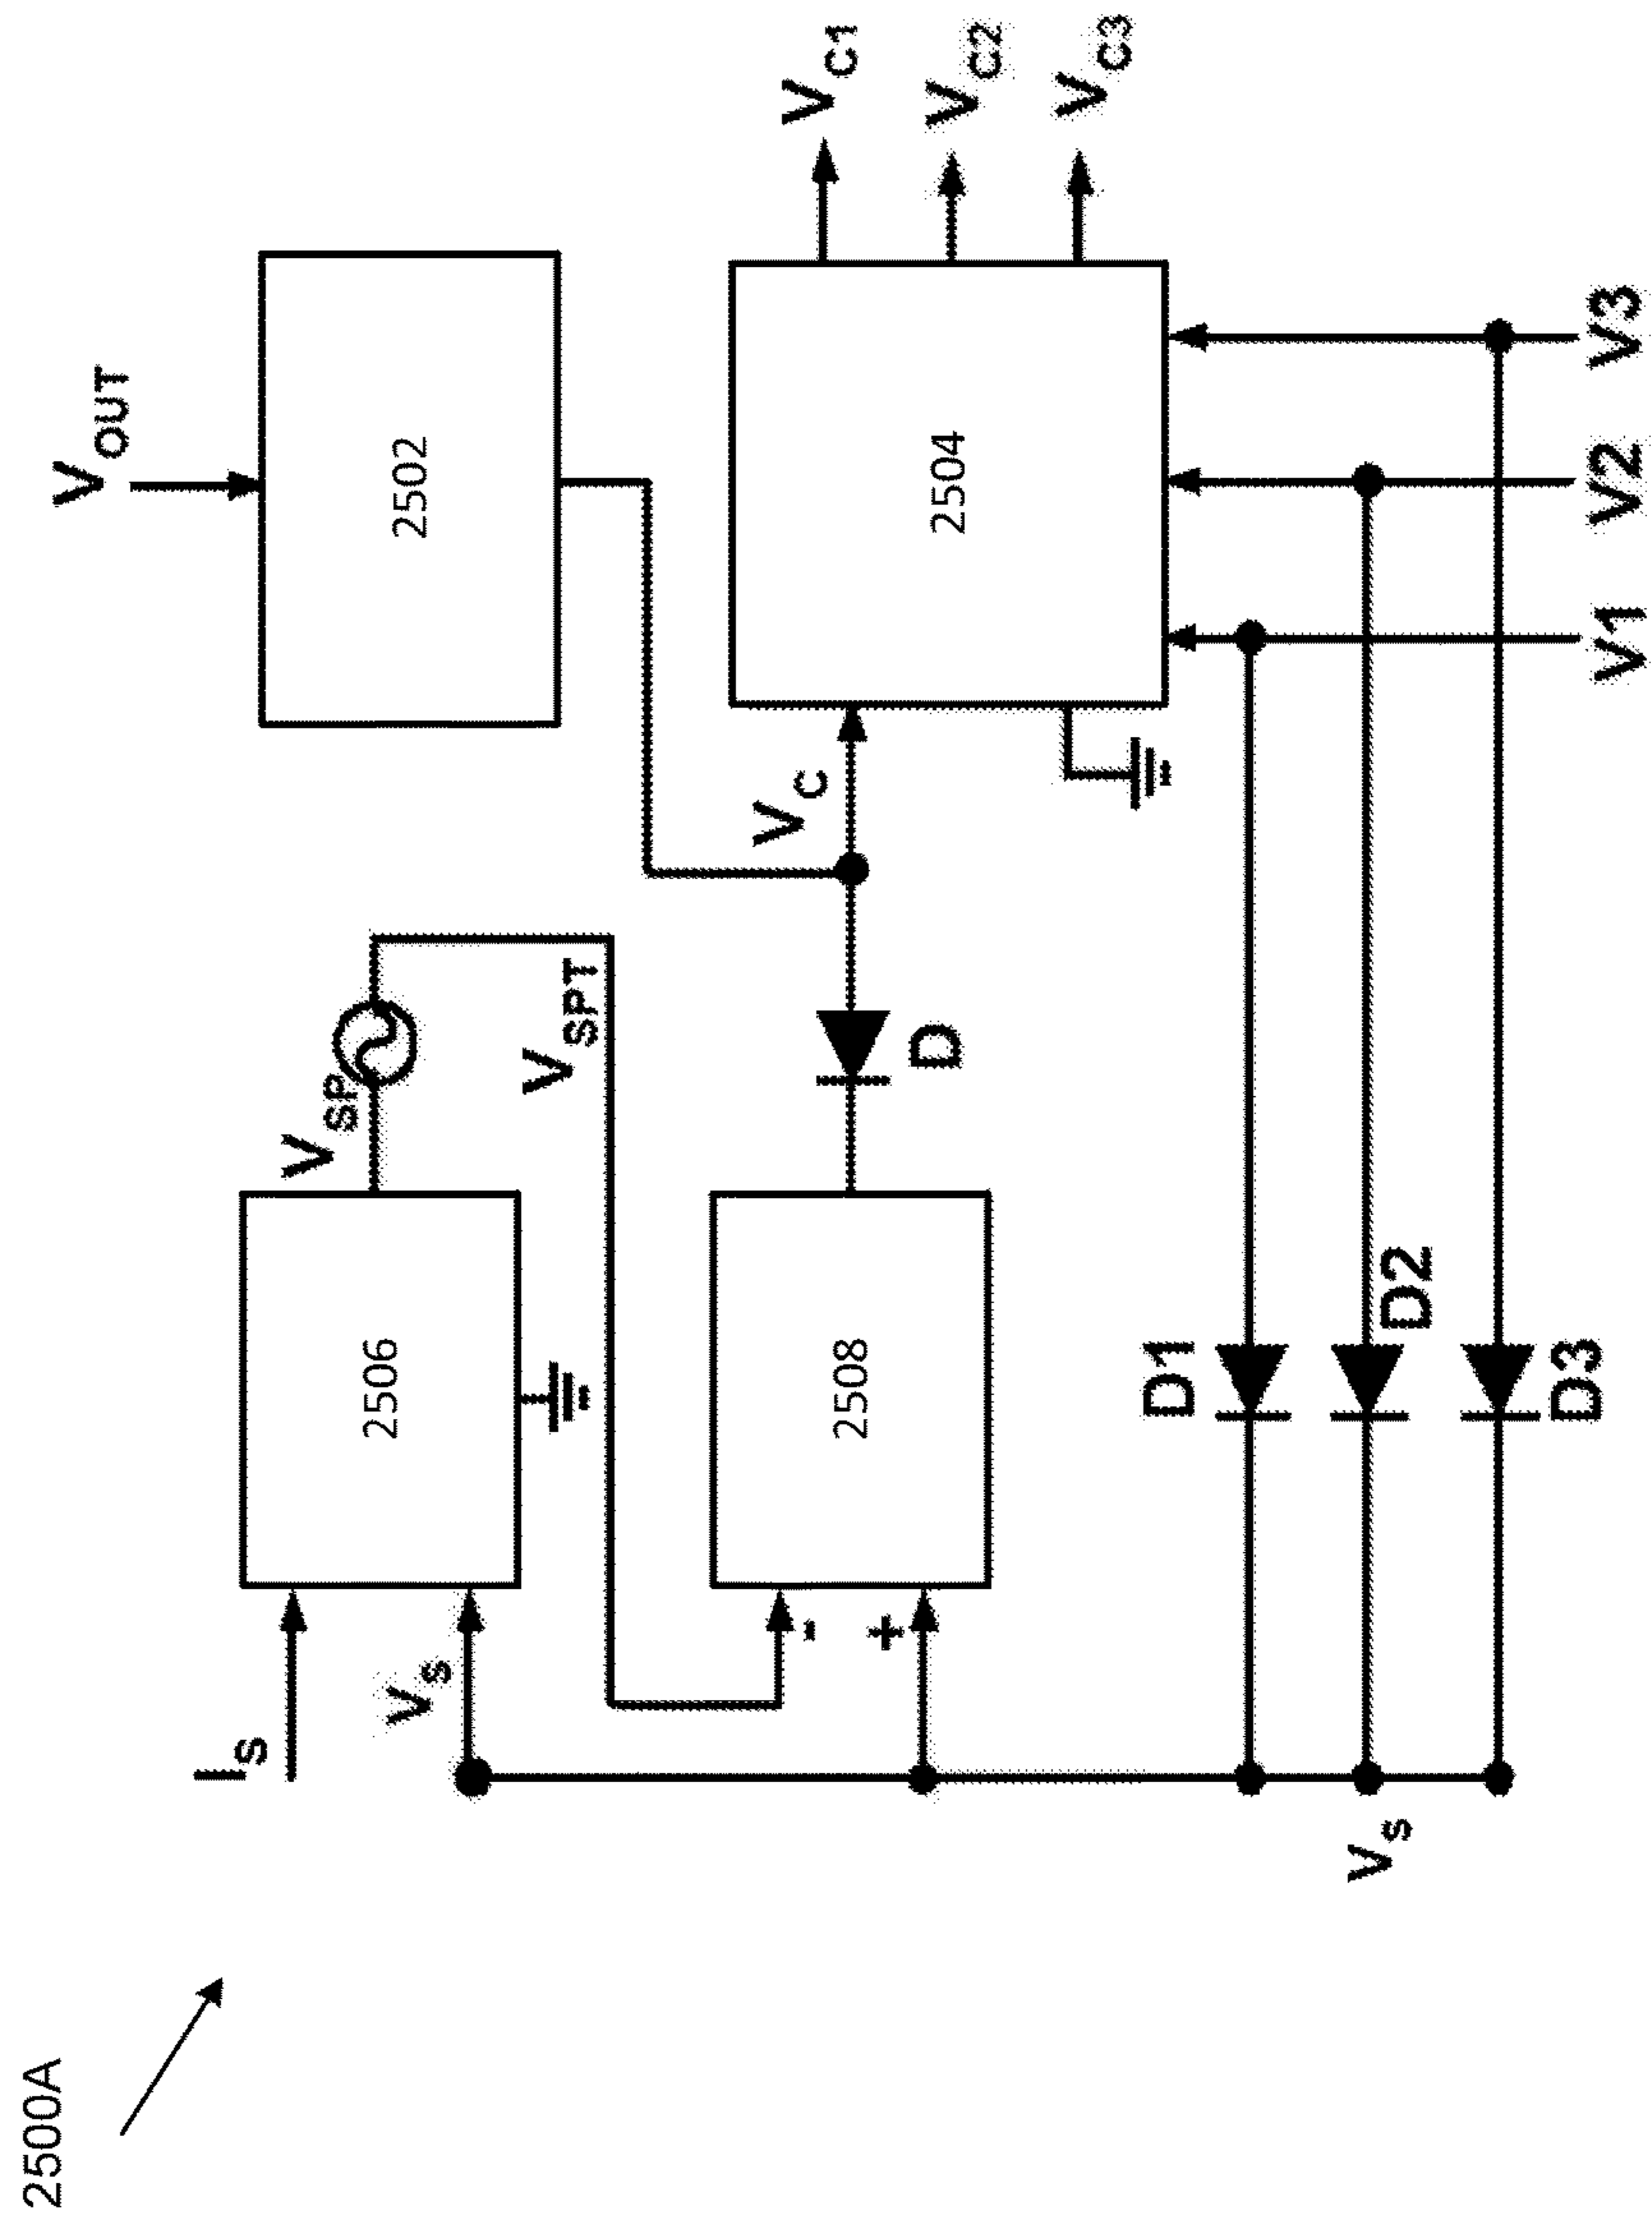 2500A
I_S
V_S
2506
V_SP
V_SPT
V_OUT
2502
-
+
2508
D
V_C
2504
V_C1
V_C2
V_C3
D1
D2
D3
V_S
V1
V2
V3